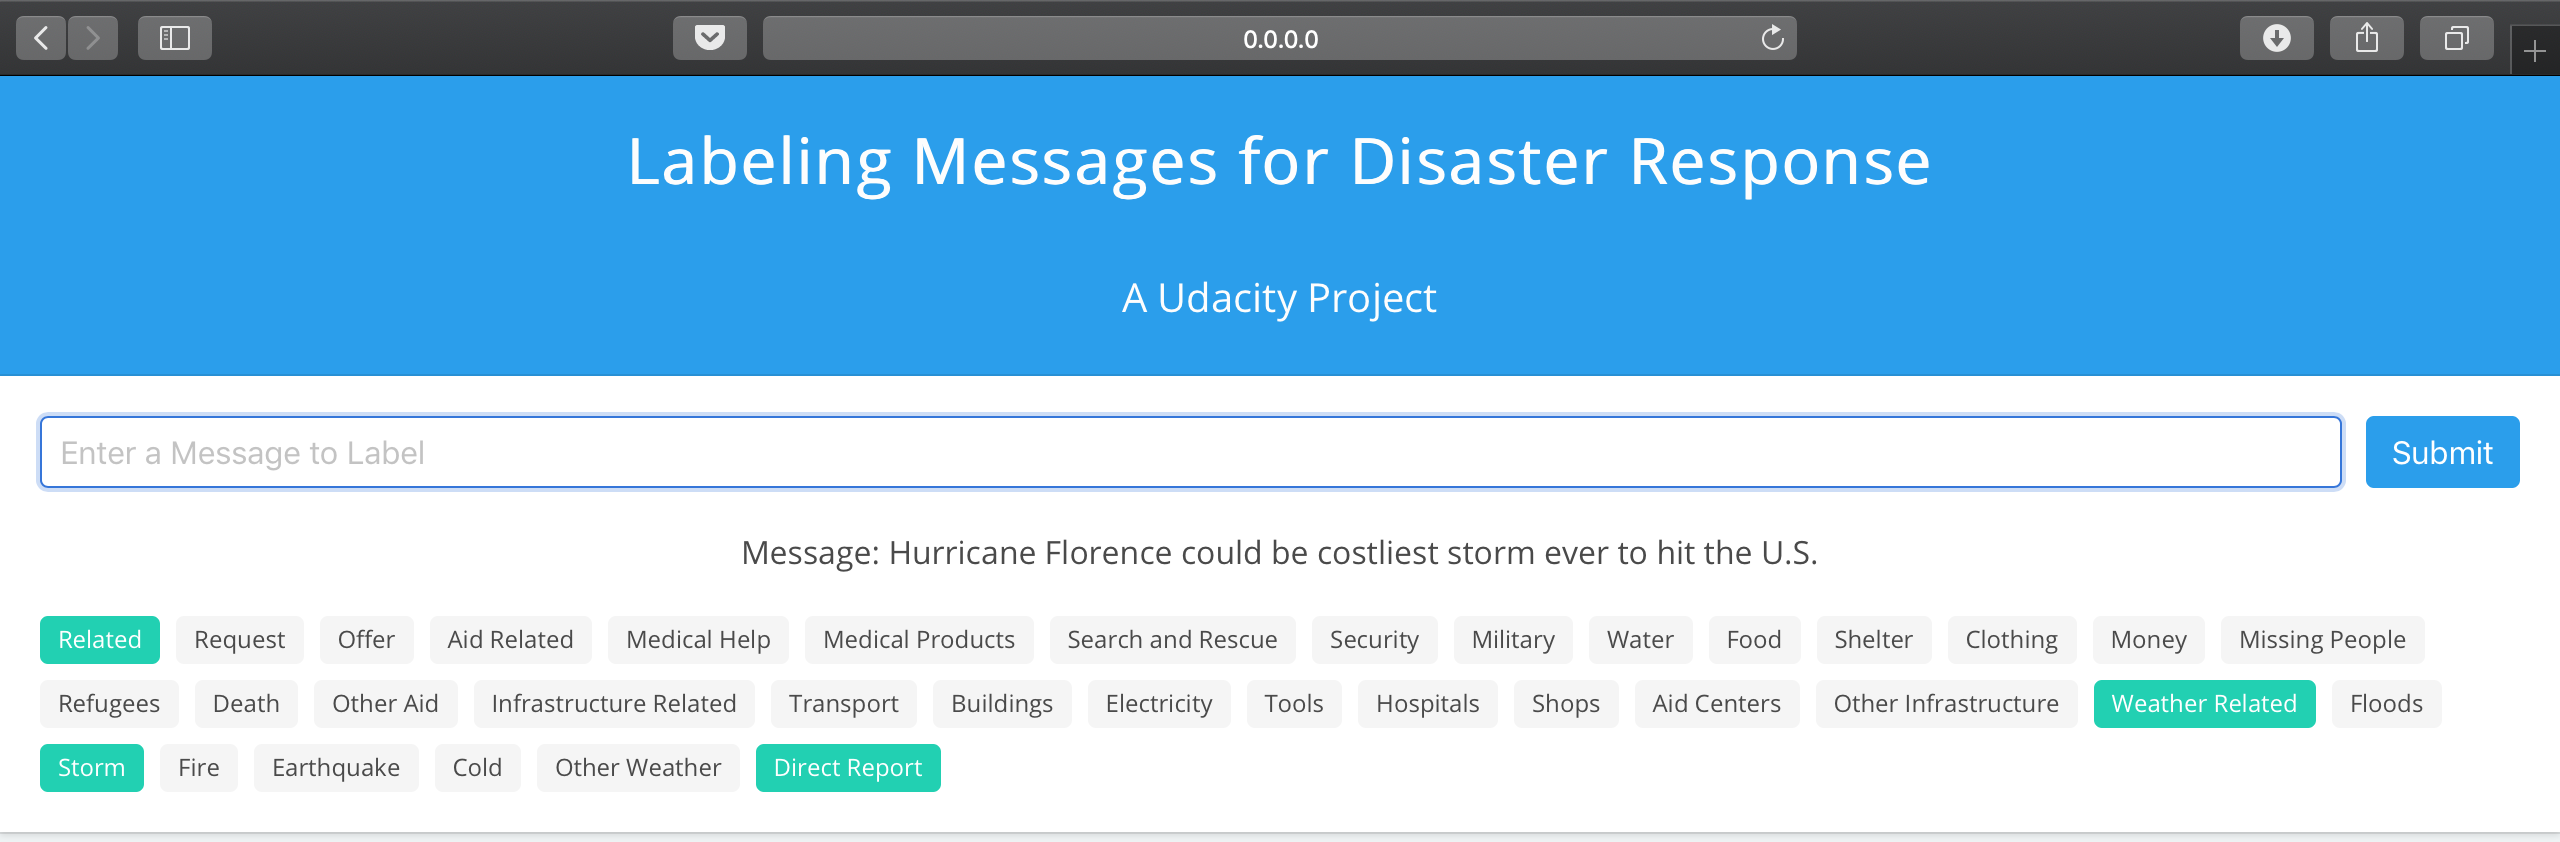 0.0.0.0
Labeling Messages for Disaster Response
A Udacity Project
Enter a Message to Label
Submit
Message: Hurricane Florence could be costliest storm ever to hit the U.S.
Related Request Offer Aid Related Medical Help Medical Products Search and Rescue Security Military Water Food Shelter Clothing Money Missing People
Refugees Death Other Aid Infrastructure Related Transport Buildings Electricity Tools Hospitals Shops Aid Centers Other Infrastructure Weather Related Floods
Storm Fire Earthquake Cold Other Weather Direct Report